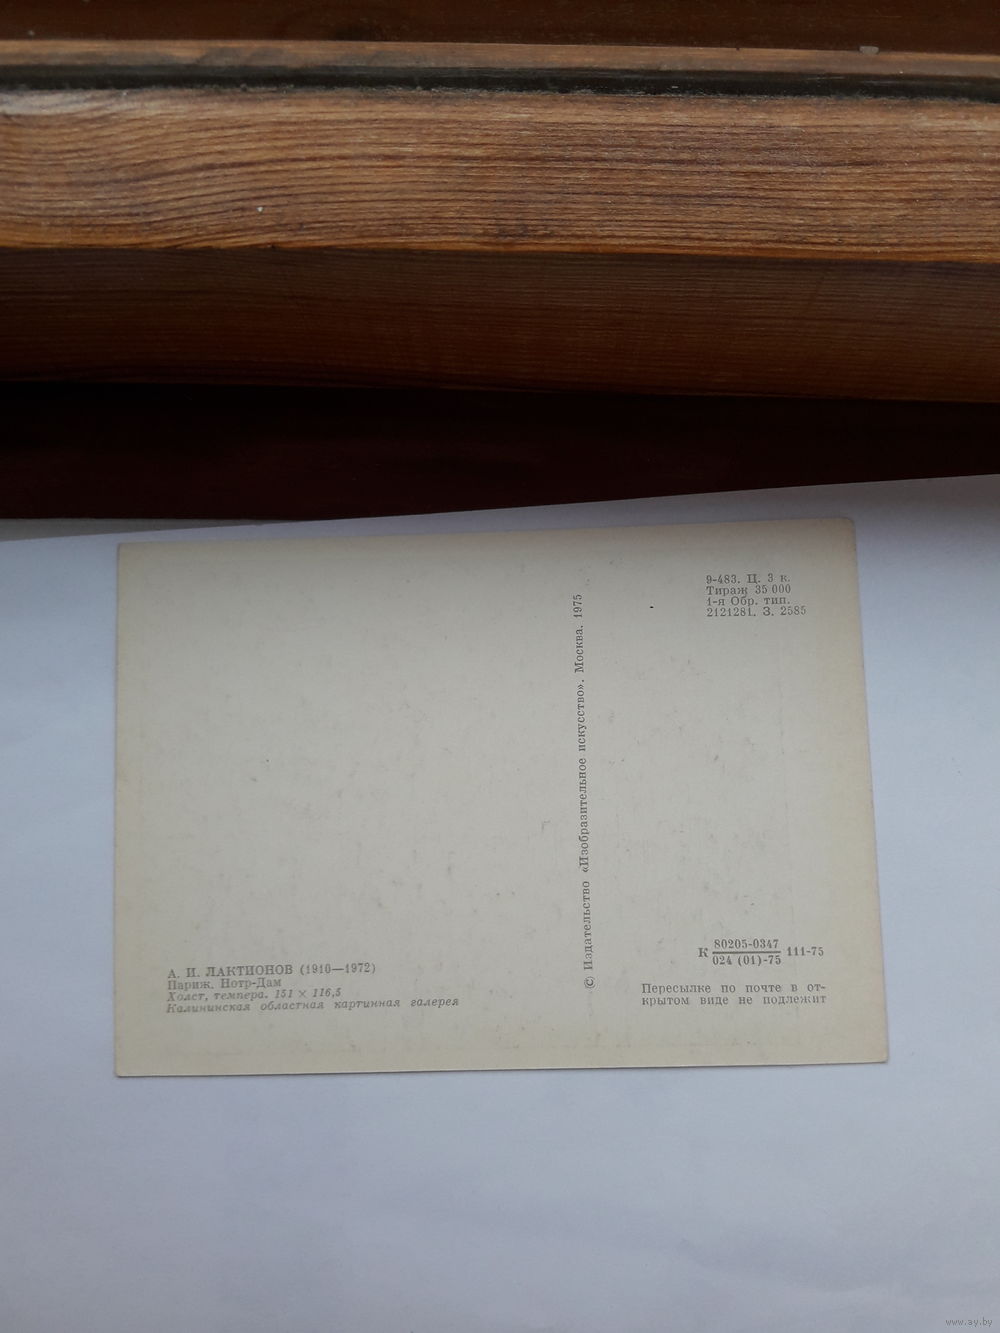 9-483. Ц. 3 к.
Тираж 35 000
1-я Обр. тип.
2121281. З. 2585
© Издательство «Изобразительное искусство». Москва. 1975
А. И. ЛАКТИОНОВ (1910—1972)
Париж. Нотр-Дам
Холст, темпера. 151 × 116,5
Калининская областная картинная галерея
К 80205-0347 111-75
024 (01)-75
Пересылке по почте в от-
крытом виде не подлежит
www.ay.by